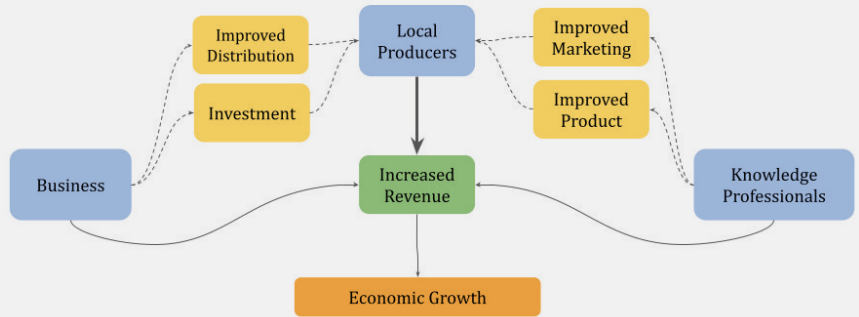 Improved
Distribution
Local
Producers
Improved
Marketing
Investment
Improved
Product
Business
Increased
Revenue
Knowledge
Professionals
Economic Growth